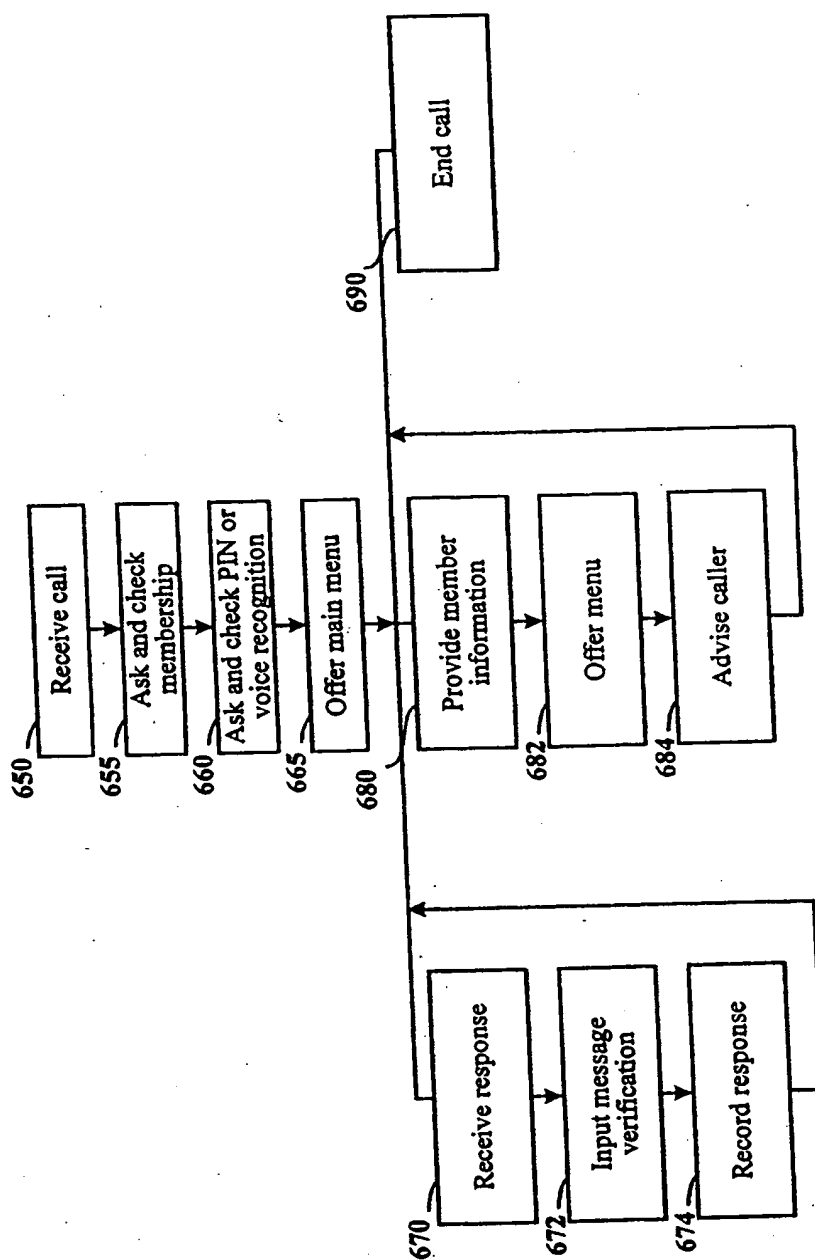 650
Receive call
655
Ask and check
membership
660
Ask and check PIN or
voice recognition
665
Offer main menu
670
Receive response
672
Input message
verification
674
Record response
680
Provide member
information
682
Offer menu
684
Advise caller
690
End call